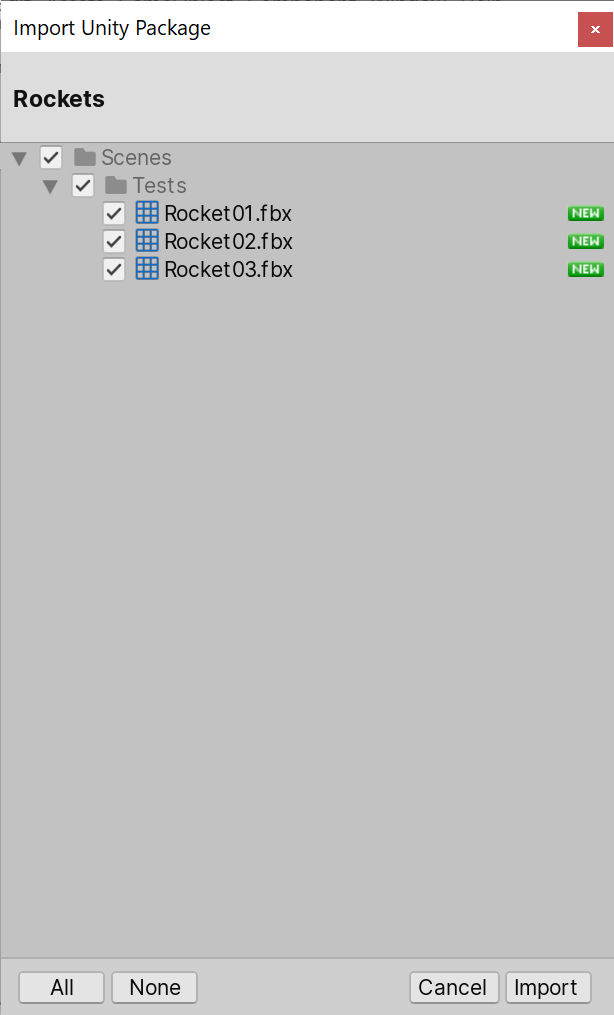 Import Unity Package
Rockets
Scenes
Tests
Rocket01.fbx NEW
Rocket02.fbx NEW
Rocket03.fbx NEW
All None Cancel Import